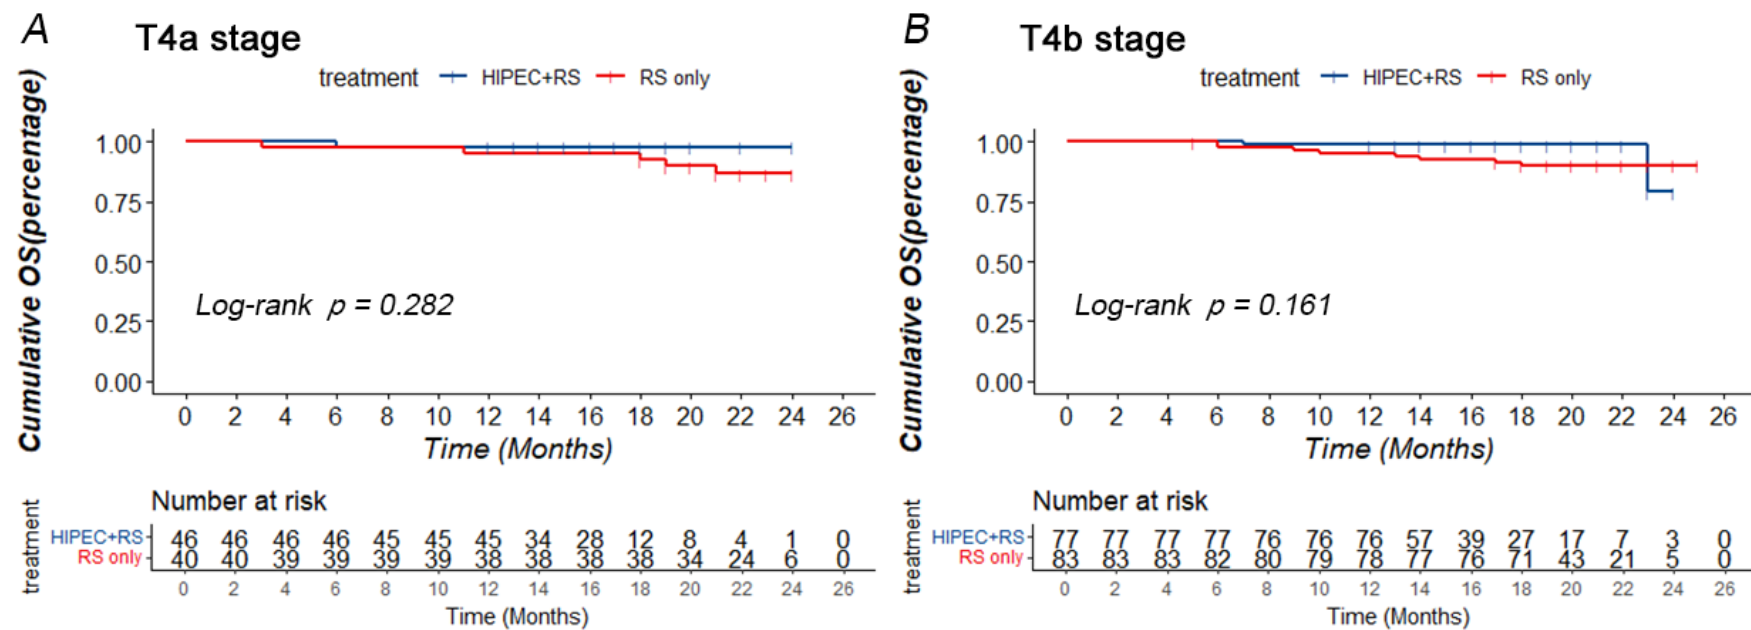 A T4a stage
treatment HIPEC+RS RS only
Cumulative OS(percentage)
1.00
0.75
0.50
0.25
0.00
Log-rank p = 0.282
0 2 4 6 8 10 12 14 16 18 20 22 24 26
Time (Months)
Number at risk
treatment
HIPEC+RS 46 46 46 46 45 45 45 34 28 12 8 4 1 0
RS only 40 40 39 39 39 39 38 38 38 38 34 24 6 0
0 2 4 6 8 10 12 14 16 18 20 22 24 26
Time (Months)
B T4b stage
treatment HIPEC+RS RS only
Cumulative OS(percentage)
1.00
0.75
0.50
0.25
0.00
Log-rank p = 0.161
0 2 4 6 8 10 12 14 16 18 20 22 24 26
Time (Months)
Number at risk
treatment
HIPEC+RS 77 77 77 77 76 76 76 57 39 27 17 7 3 0
RS only 83 83 83 82 80 79 78 77 76 71 43 21 5 0
0 2 4 6 8 10 12 14 16 18 20 22 24 26
Time (Months)